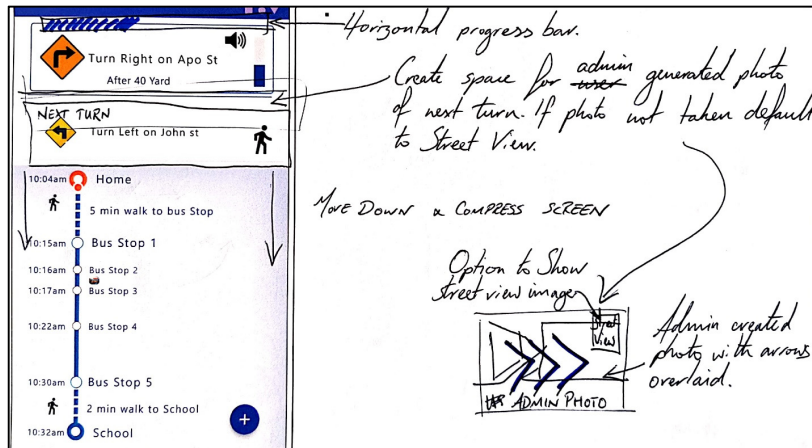 Horizontal progress bar.
Turn Right on Apo St
After 40 Yard
Create space for admin generated photo
of next turn. If photo not taken default
to Street View.
NEXT TURN
Turn Left on John st
10:04am Home
5 min walk to bus Stop
10:15am Bus Stop 1
10:16am Bus Stop 2
10:17am Bus Stop 3
10:22am Bus Stop 4
10:30am Bus Stop 5
2 min walk to School
10:32am School
+
MOVE DOWN & COMPRESS SCREEN
Option to Show
Street view imager
Street
View
ADMIN PHOTO
Admin created
photo with arrows
overlaid.